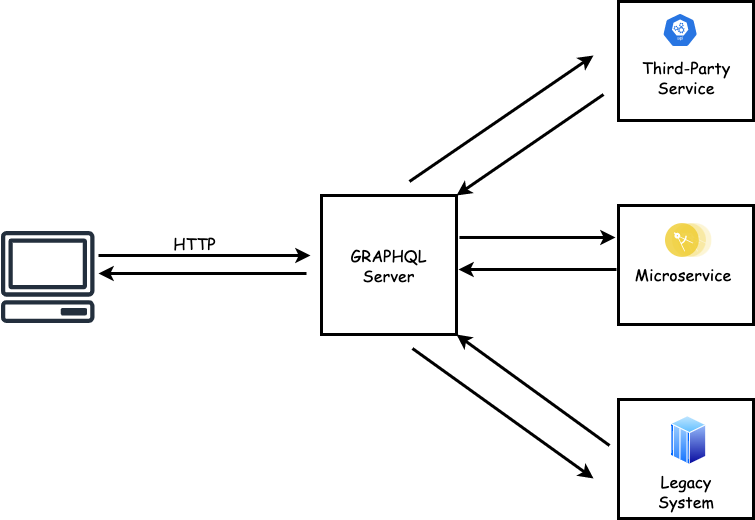 Third-Party
Service
HTTP
GRAPHQL
Server
Microservice
Legacy
System